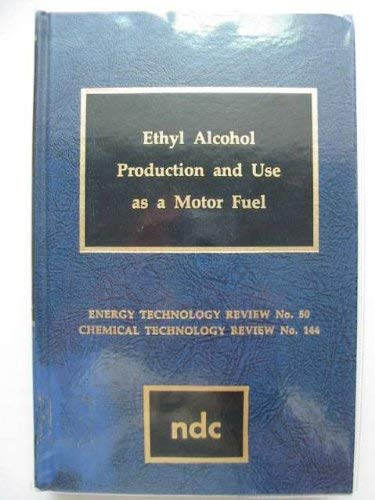 Ethyl Alcohol
Production and Use
as a Motor Fuel
ENERGY TECHNOLOGY REVIEW No. 50
CHEMICAL TECHNOLOGY REVIEW No. 144
ndc